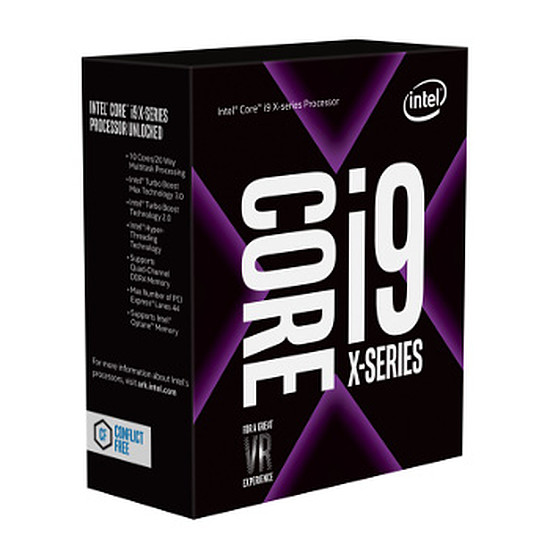 INTEL® CORE™ i9 X-SERIES
PROCESSOR UNLOCKED
• 10 Cores/20 Way
Multitask Processing
• Intel® Turbo Boost
Max Technology 3.0
• Intel® Turbo Boost
Technology 2.0
• Intel® Hyper-
Threading
Technology
• Supports
Quad-Channel
DDR4 Memory
• Max Number of PCI
Express® Lanes 44
• Supports Intel®
Optane™ Memory
For more information about Intel's
processors, visit ark.intel.com
CF
CONFLICT
FREE
Intel® Core™ i9 X-series Processor
intel®
CORE
i9
X-SERIES
FOR A GREAT
VR
EXPERIENCE